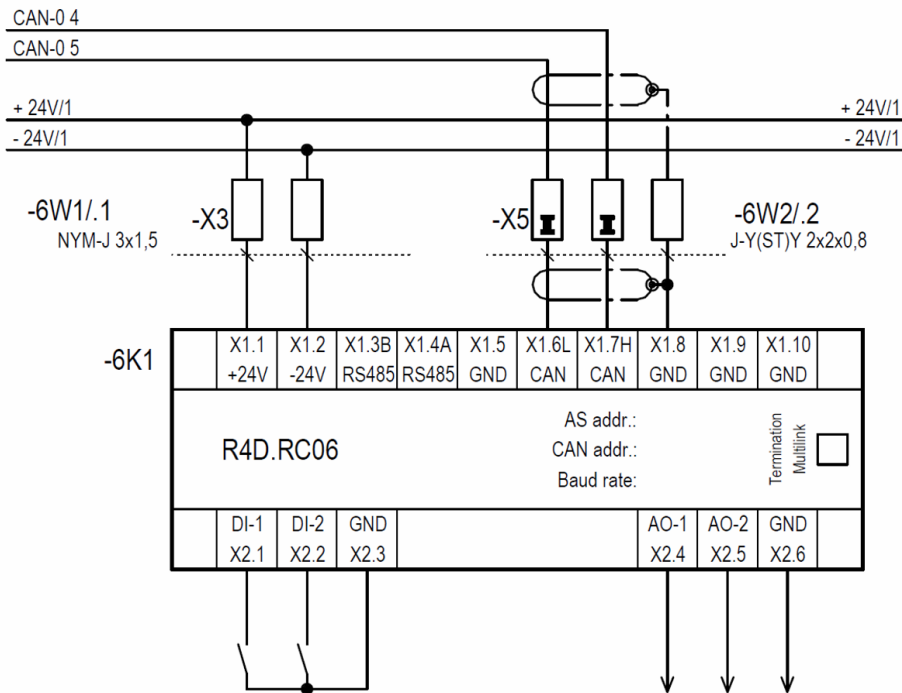 CAN-0 4
CAN-0 5
+ 24V/1 + 24V/1
- 24V/1 - 24V/1
-6W1/.1 -X3 -X5 -6W2/.2
NYM-J 3x1,5 J-Y(ST)Y 2x2x0,8
-6K1
X1.1 X1.2 X1.3B X1.4A X1.5 X1.6L X1.7H X1.8 X1.9 X1.10
+24V -24V RS485 RS485 GND CAN CAN GND GND GND
R4D.RC06
AS addr.:
CAN addr.:
Baud rate:
Termination
Multilink
DI-1 DI-2 GND AO-1 AO-2 GND
X2.1 X2.2 X2.3 X2.4 X2.5 X2.6